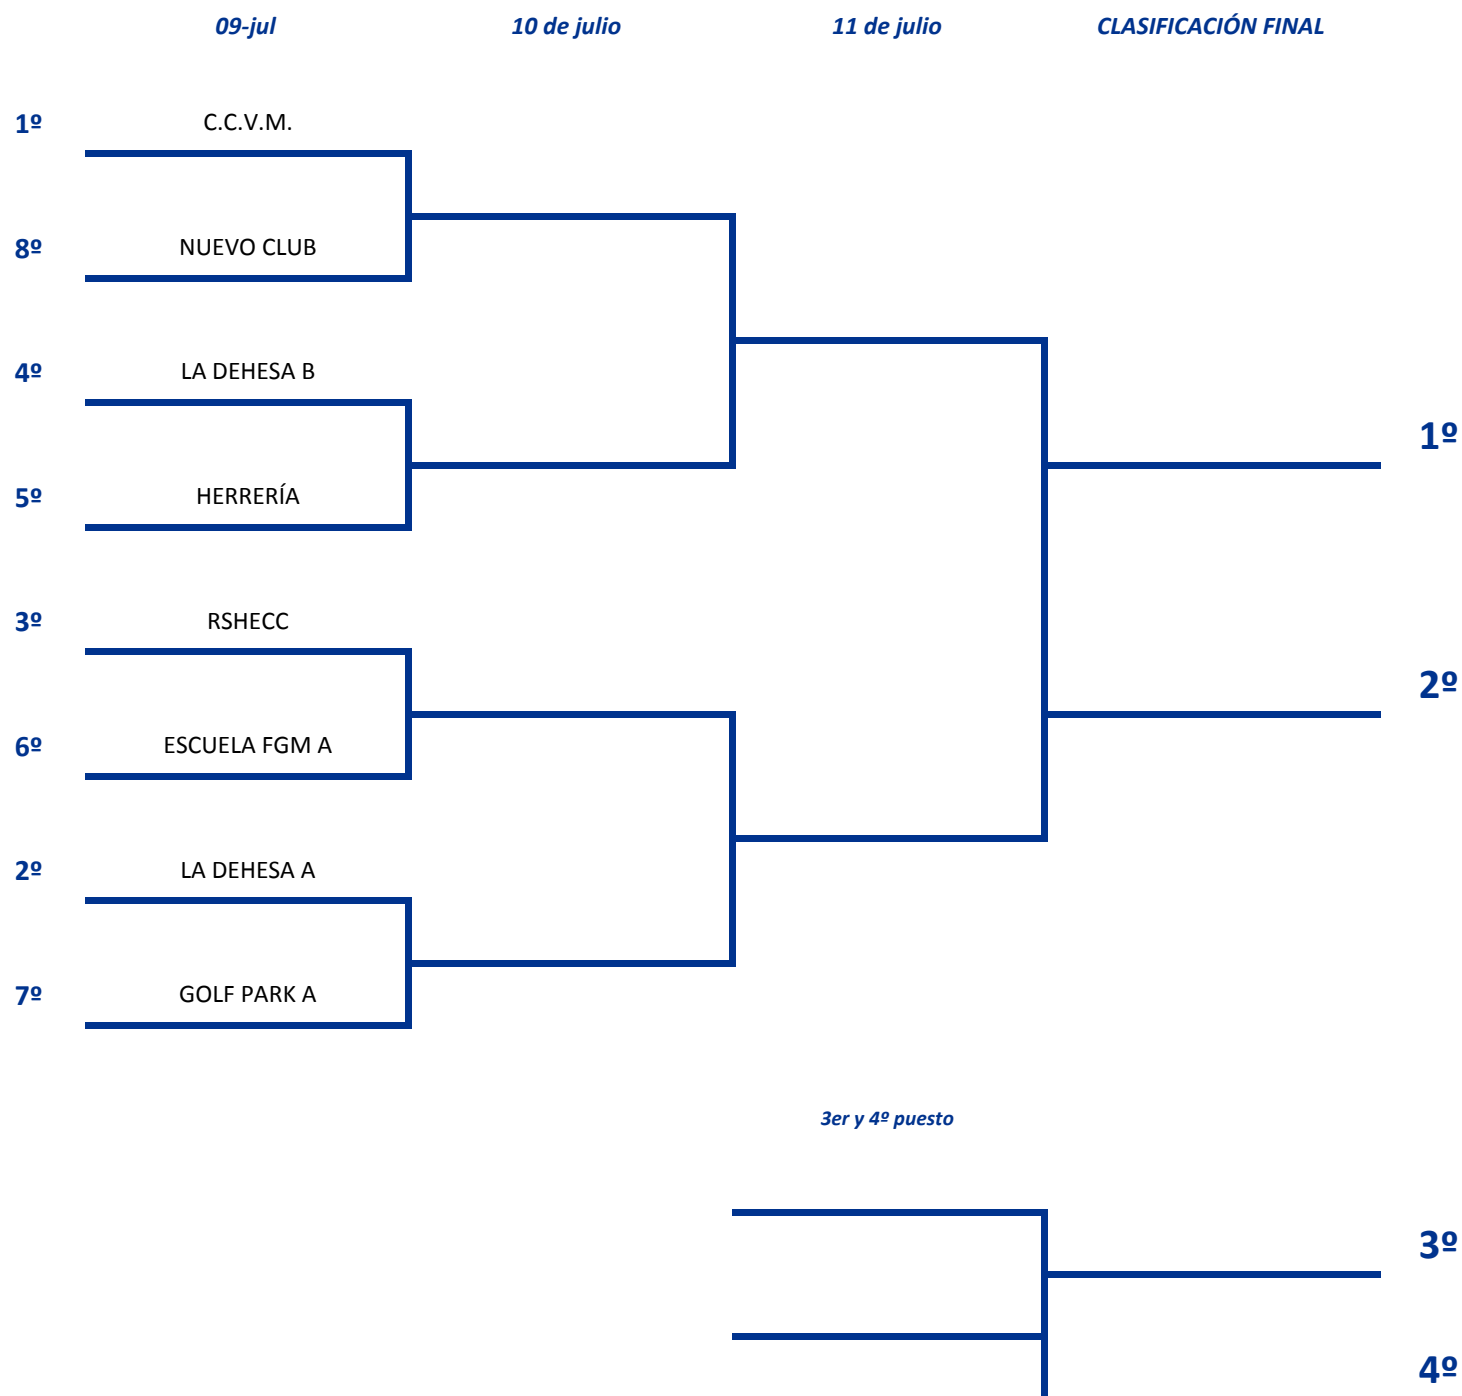 09-jul 10 de julio 11 de julio CLASIFICACIÓN FINAL
1º C.C.V.M.
8º NUEVO CLUB
4º LA DEHESA B
1º
5º HERRERÍA
3º RSHECC
2º
6º ESCUELA FGM A
2º LA DEHESA A
7º GOLF PARK A
3er y 4º puesto
3º
4º